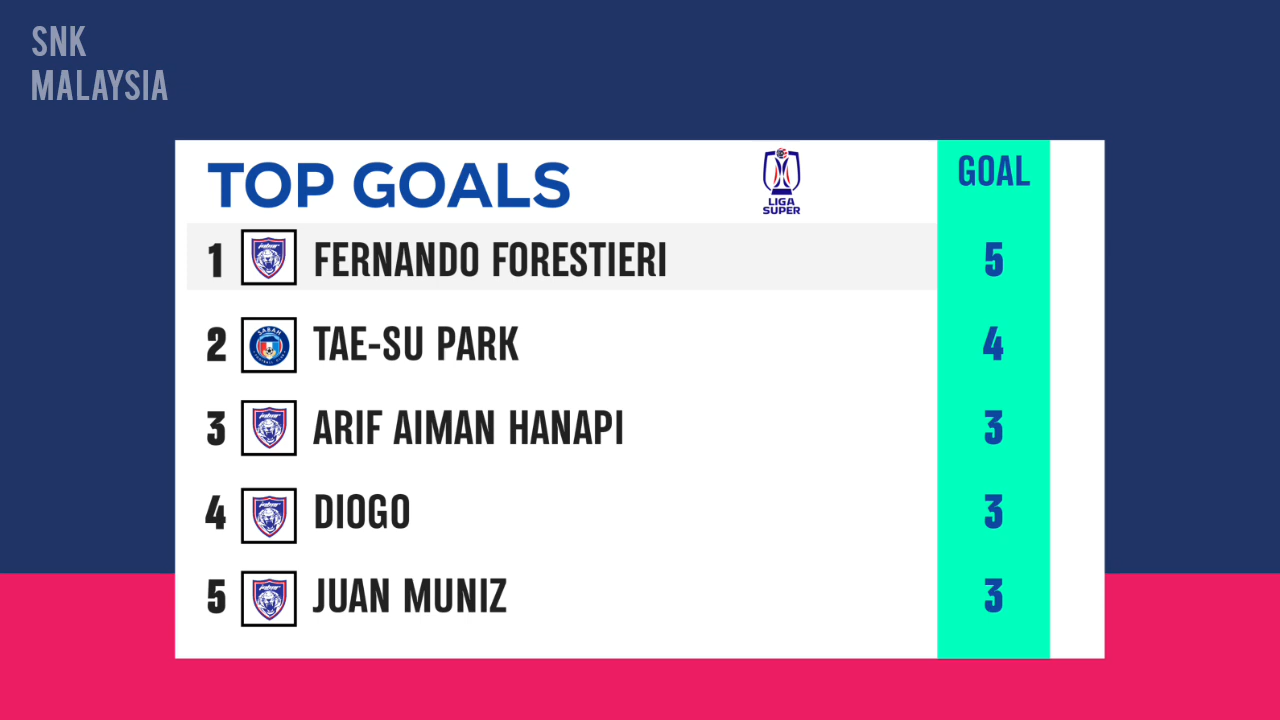 SNK
MALAYSIA
TOP GOALS
LIGA
SUPER
GOAL
1 FERNANDO FORESTIERI 5
2 SABAH TAE-SU PARK 4
3 ARIF AIMAN HANAPI 3
4 DIOGO 3
5 JUAN MUNIZ 3